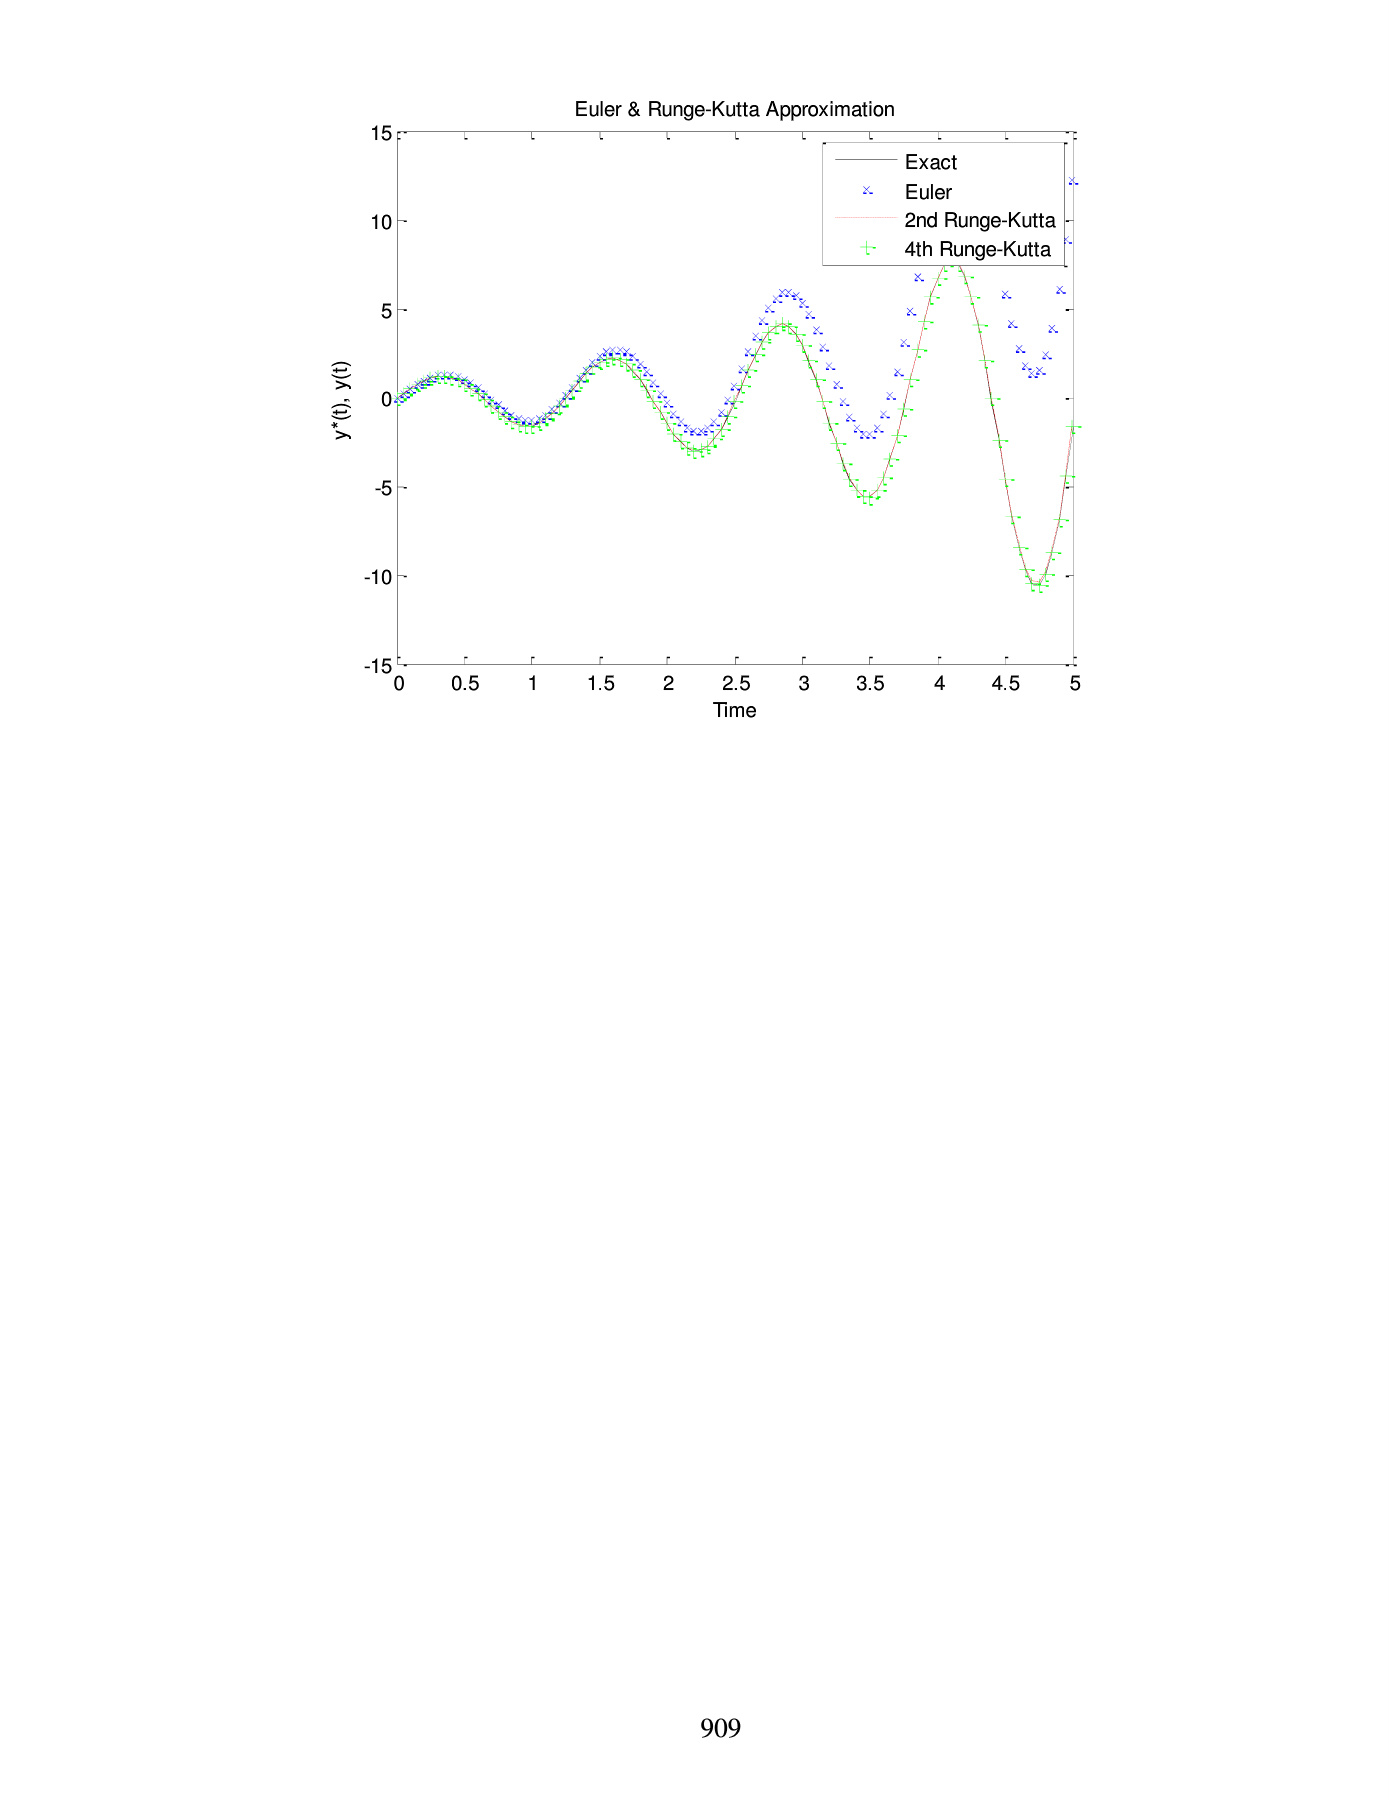 Euler & Runge-Kutta Approximation
15
10
5
0
-5
-10
-15
y*(t), y(t)
Exact
Euler
2nd Runge-Kutta
4th Runge-Kutta
0 0.5 1 1.5 2 2.5 3 3.5 4 4.5 5
Time
909